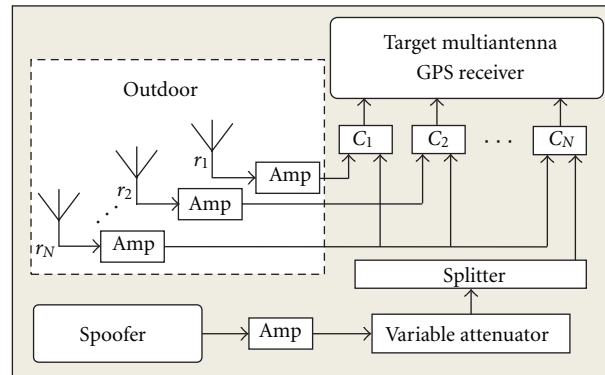 Target multiantenna
GPS receiver
Outdoor
r1
Amp
C1
C2
. . .
CN
r2
Amp
. . .
rN
Amp
Splitter
Spoofer
Amp
Variable attenuator